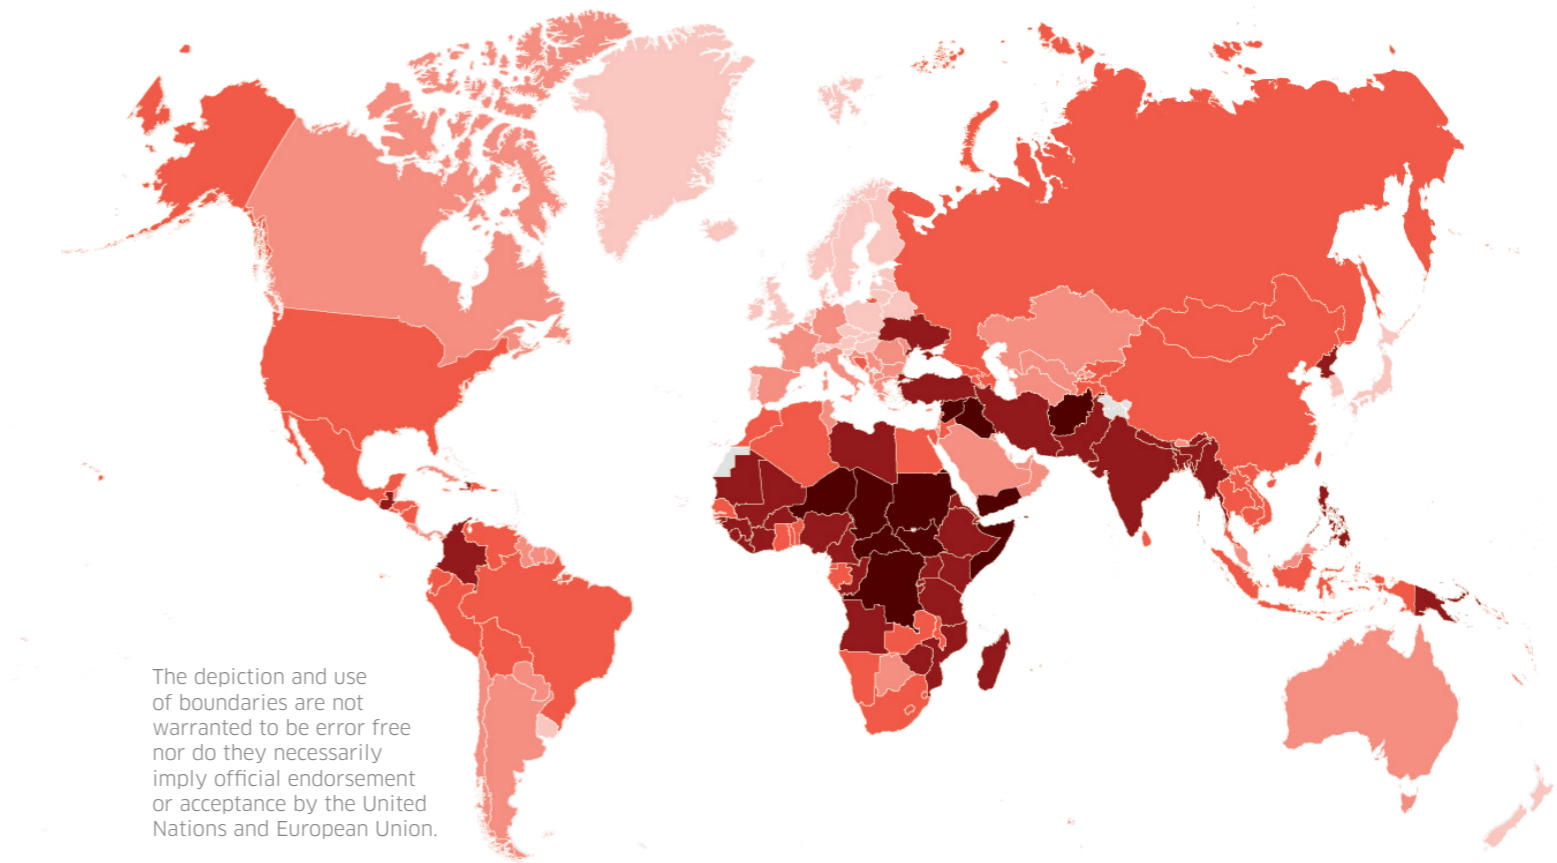 The depiction and use
of boundaries are not
warranted to be error free
nor do they necessarily
imply official endorsement
or acceptance by the United
Nations and European Union.